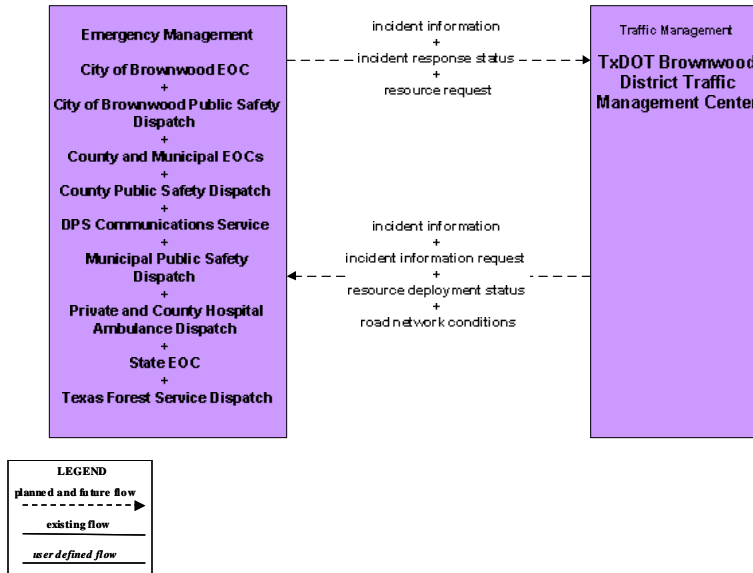 Emergency Management
City of Brownwood EOC
+
City of Brownwood Public Safety
Dispatch
+
County and Municipal EOCs
+
County Public Safety Dispatch
+
DPS Communications Service
+
Municipal Public Safety
Dispatch
+
Private and County Hospital
Ambulance Dispatch
+
State EOC
+
Texas Forest Service Dispatch
incident information
+
incident response status
+
resource request
incident information
+
incident information request
+
resource deployment status
+
road network conditions
Traffic Management
TxDOT Brownwood
District Traffic
Management Center
LEGEND
planned and future flow
existing flow
user defined flow